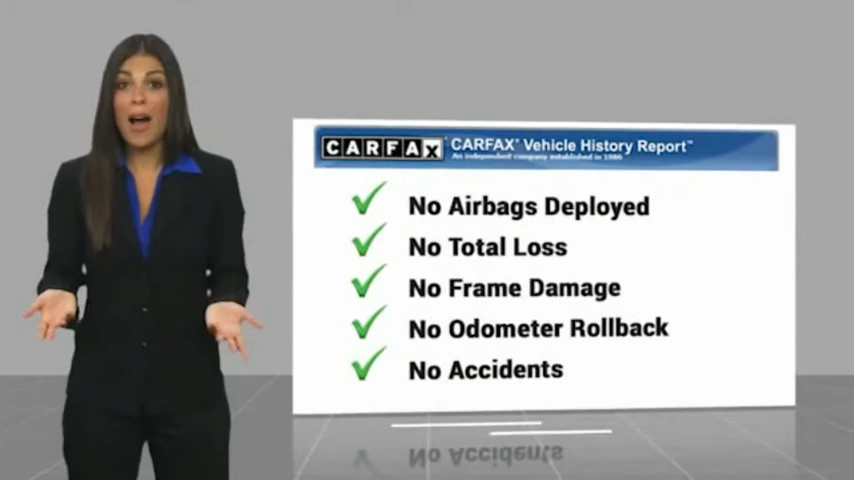 CARFAX CARFAX® Vehicle History Report™
An independent company established in 1986
No Airbags Deployed
No Total Loss
No Frame Damage
No Odometer Rollback
No Accidents
No Accidents